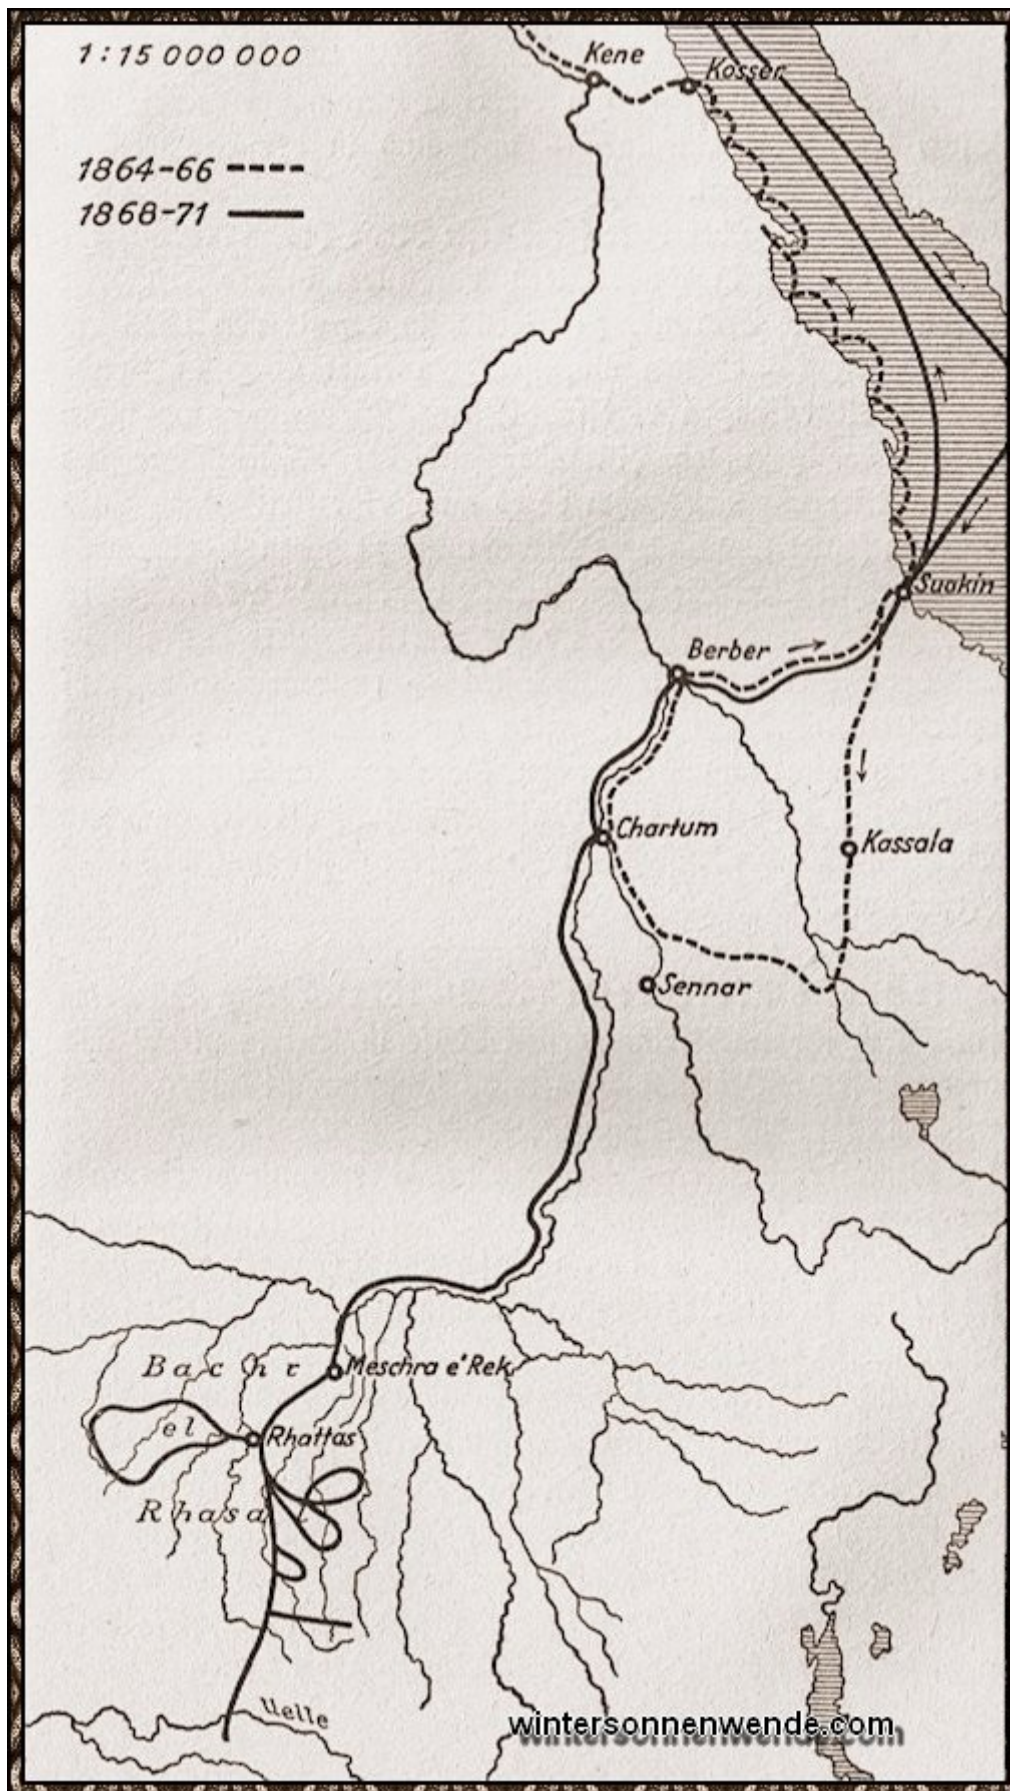 1:15 000 000
Kene
Kosser
1864-66
1868-71
Suakin
Berber
Chartum
Kassala
Sennar
Bachr
Meschra e'Rek
el
Rhattas
Rhasal
Uelle
wintersonnenwende.com